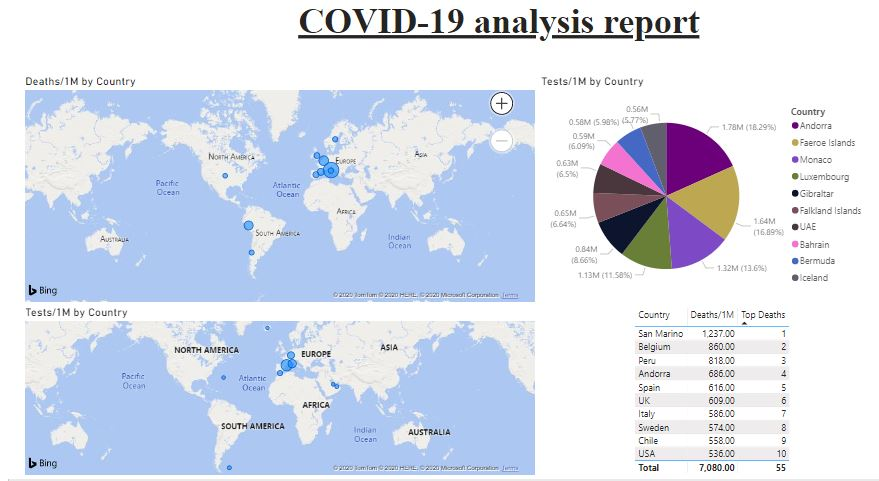 COVID-19 analysis report
Deaths/1M by Country
NORTH AMERICA
EUROPE
ASIA
Pacific
Ocean
Atlantic
Ocean
AFRICA
SOUTH AMERICA
AUSTRALIA
Indian
Ocean
Bing
© 2020 TomTom © 2020 HERE, © 2020 Microsoft Corporation Terms
Tests/1M by Country
0.56M
(5.77%)
0.58M (5.98%)
0.59M
(6.09%)
0.63M
(6.5%)
0.65M
(6.64%)
0.84M
(8.66%)
1.13M (11.58%)
1.32M (13.6%)
1.64M
(16.89%)
1.78M (18.29%)
Country
Andorra
Faeroe Islands
Monaco
Luxembourg
Gibraltar
Falkland Islands
UAE
Bahrain
Bermuda
Iceland
Tests/1M by Country
NORTH AMERICA
EUROPE
ASIA
Pacific
Ocean
Atlantic
Ocean
AFRICA
SOUTH AMERICA
Indian
Ocean
AUSTRALIA
Bing
© 2020 TomTom © 2020 HERE, © 2020 Microsoft Corporation Terms
Country Deaths/1M Top Deaths
San Marino 1,237.00 1
Belgium 860.00 2
Peru 818.00 3
Andorra 686.00 4
Spain 616.00 5
UK 609.00 6
Italy 586.00 7
Sweden 574.00 8
Chile 558.00 9
USA 536.00 10
Total 7,080.00 55